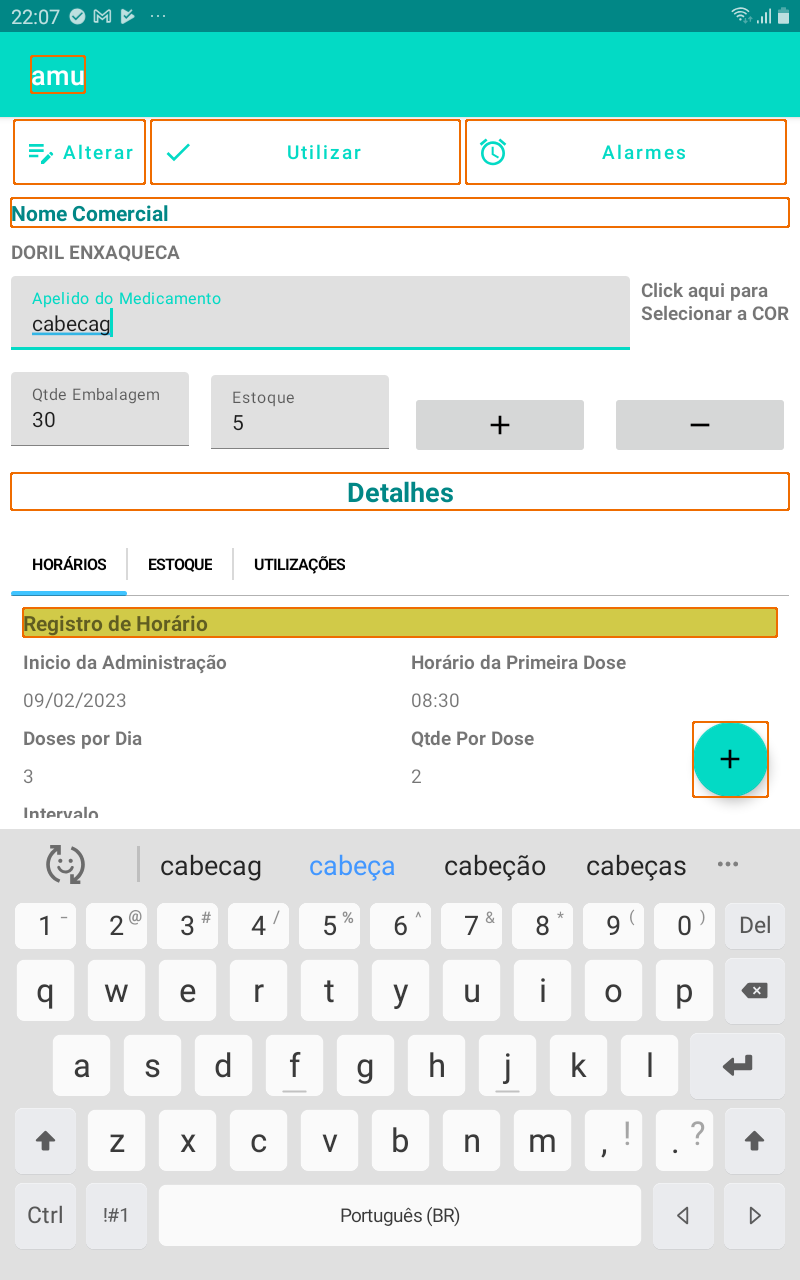 22:07
amu
Alterar Utilizar Alarmes
Nome Comercial
DORIL ENXAQUECA
Apelido do Medicamento
cabecag
Click aqui para
Selecionar a COR
Qtde Embalagem
30
Estoque
5
+ −
Detalhes
HORÁRIOS ESTOQUE UTILIZAÇÕES
Registro de Horário
Inicio da Administração Horário da Primeira Dose
09/02/2023 08:30
Doses por Dia Qtde Por Dose
3 2
+
Intervalo
cabecag cabeça cabeção cabeças ...
1 _ 2 @ 3 # 4 / 5 % 6 ^ 7 & 8 * 9 ( 0 ) Del
q w e r t y u i o p
a s d f g h j k l
z x c v b n m , ! . ?
Ctrl !#1 Português (BR)